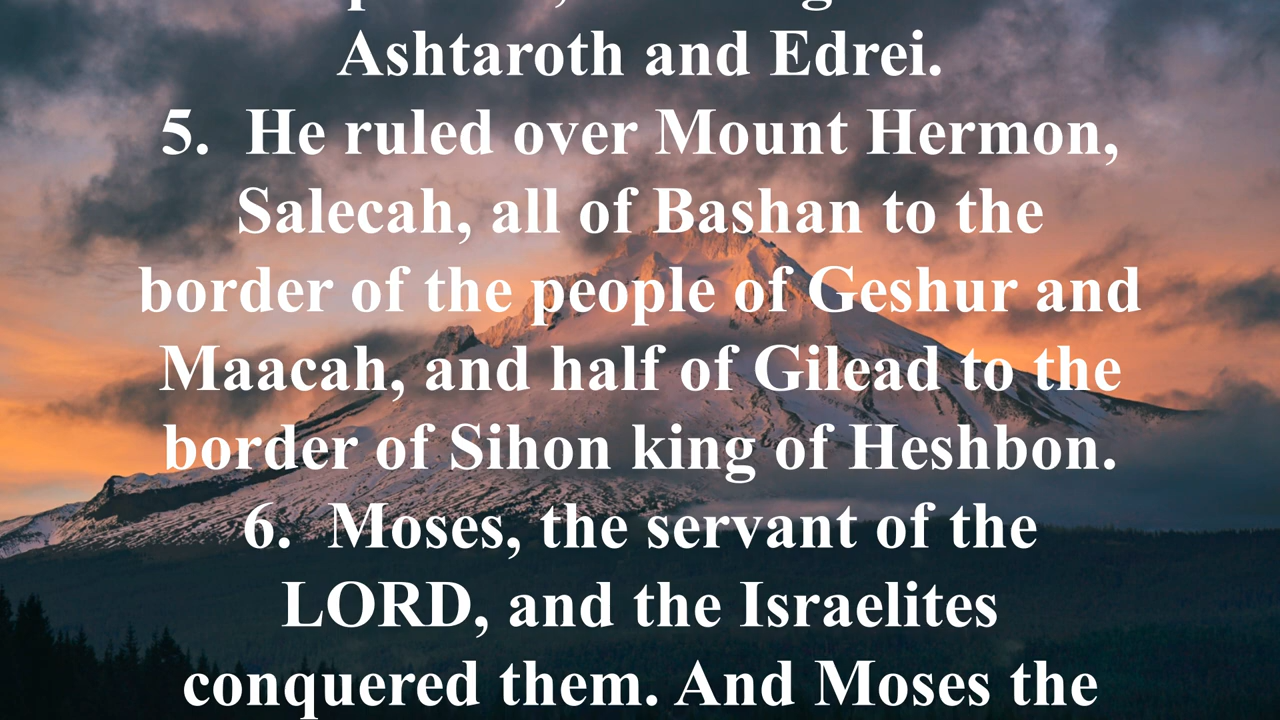 Ashtaroth and Edrei.
5. He ruled over Mount Hermon,
Salecah, all of Bashan to the
border of the people of Geshur and
Maacah, and half of Gilead to the
border of Sihon king of Heshbon.
6. Moses, the servant of the
LORD, and the Israelites
conquered them. And Moses the